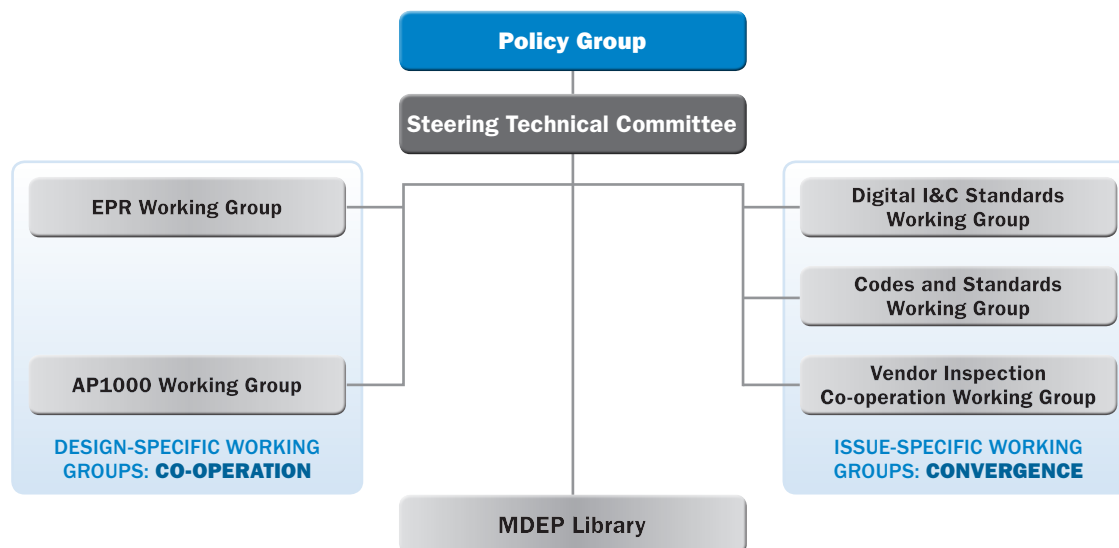 Policy Group
Steering Technical Committee
EPR Working Group
AP1000 Working Group
DESIGN-SPECIFIC WORKING
GROUPS: CO-OPERATION
Digital I&C Standards
Working Group
Codes and Standards
Working Group
Vendor Inspection
Co-operation Working Group
ISSUE-SPECIFIC WORKING
GROUPS: CONVERGENCE
MDEP Library